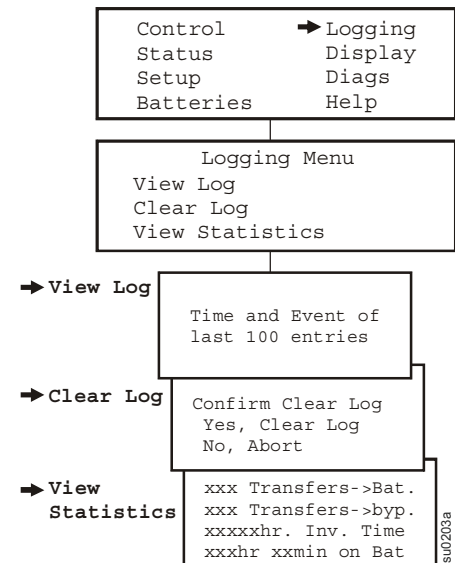 Control ➔ Logging
Status Display
Setup Diags
Batteries Help
Logging Menu
View Log
Clear Log
View Statistics
➔ View Log
Time and Event of
last 100 entries
➔ Clear Log
Confirm Clear Log
Yes, Clear Log
No, Abort
➔ View
Statistics
xxx Transfers->Bat.
xxx Transfers->byp.
xxxxxhr. Inv. Time
xxxhr xxmin on Bat
su0203a